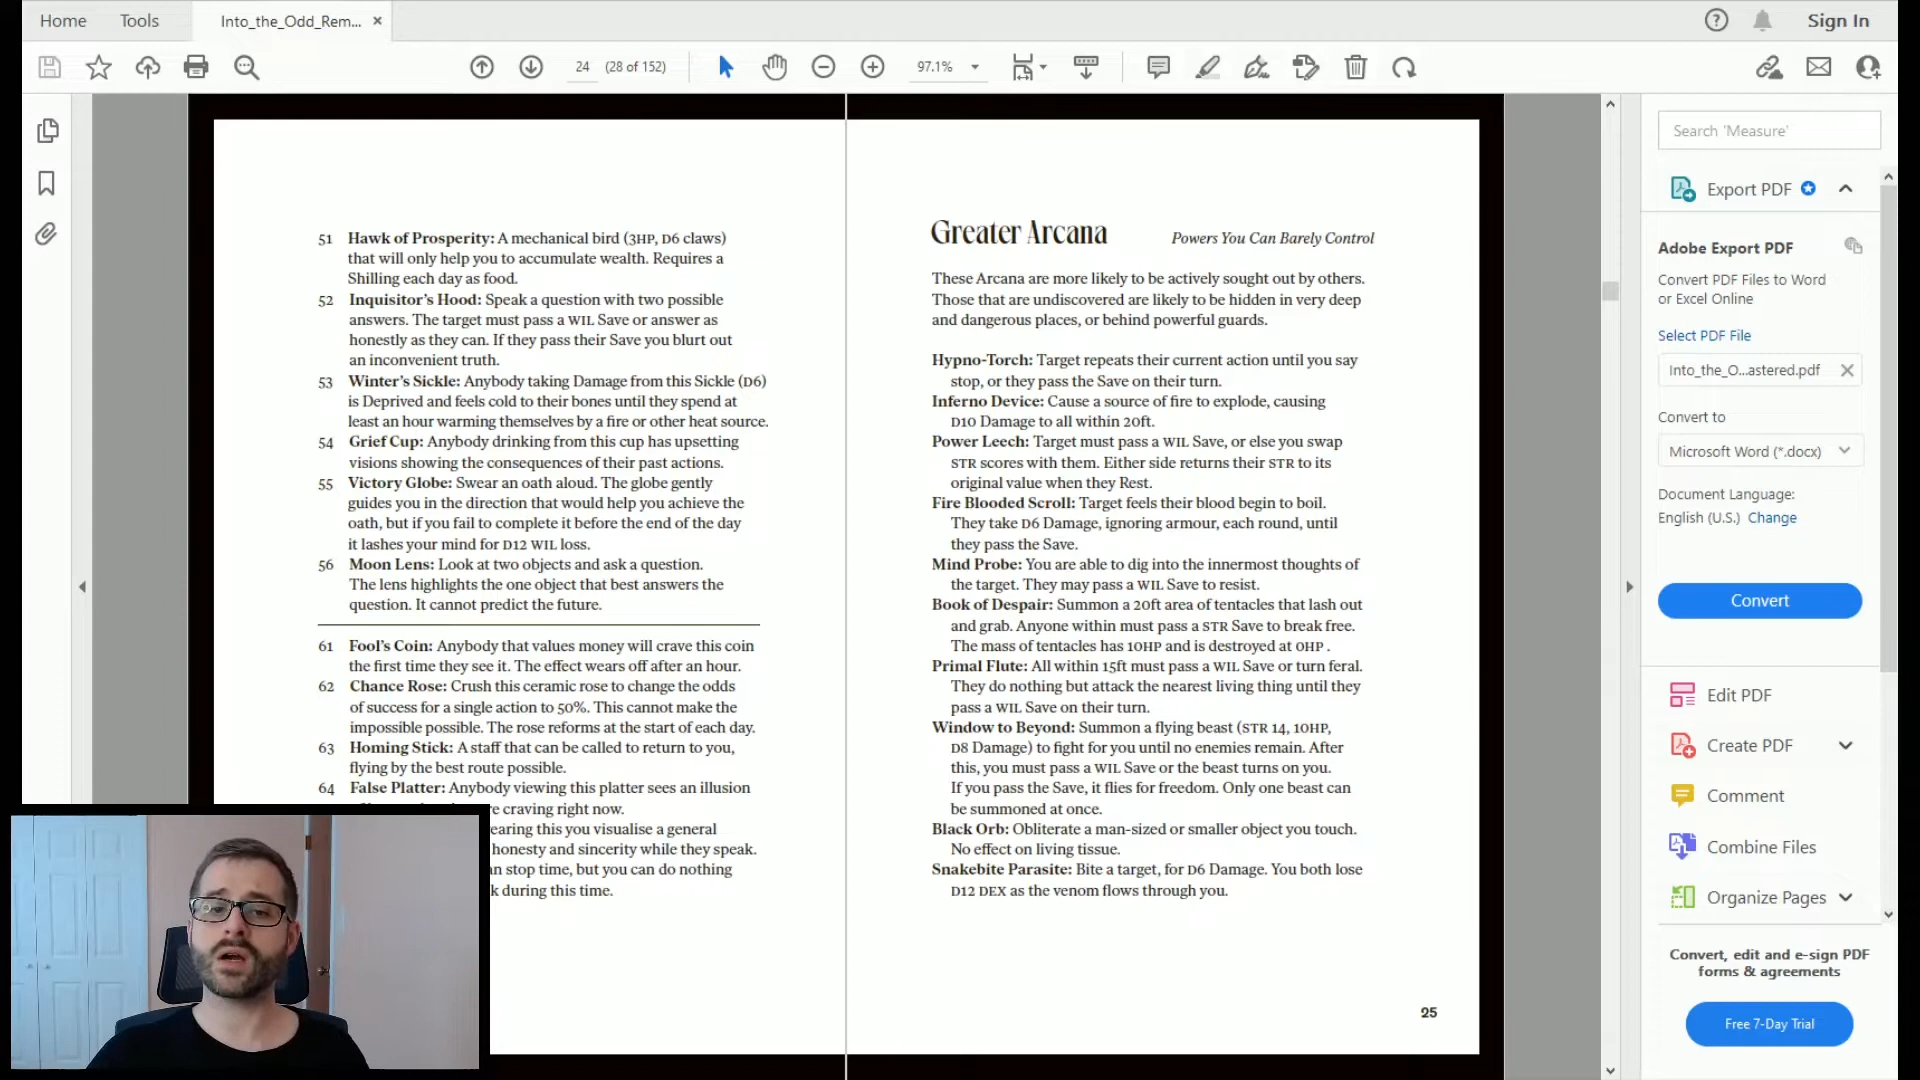 Home
Tools
Into_the_Odd_Rem...
Sign In
24
(28 of 152)
97.1%
51 Hawk of Prosperity: A mechanical bird (3HP, D6 claws)
that will only help you to accumulate wealth. Requires a
Shilling each day as food.
52 Inquisitor's Hood: Speak a question with two possible
answers. The target must pass a WIL Save or answer as
honestly as they can. If they pass their Save you blurt out
an inconvenient truth.
53 Winter's Sickle: Anybody taking Damage from this Sickle (D6)
is Deprived and feels cold to their bones until they spend at
least an hour warming themselves by a fire or other heat source.
54 Grief Cup: Anybody drinking from this cup has upsetting
visions showing the consequences of their past actions.
55 Victory Globe: Swear an oath aloud. The globe gently
guides you in the direction that would help you achieve the
oath, but if you fail to complete it before the end of the day
it lashes your mind for D12 WIL loss.
56 Moon Lens: Look at two objects and ask a question.
The lens highlights the one object that best answers the
question. It cannot predict the future.
61 Fool's Coin: Anybody that values money will crave this coin
the first time they see it. The effect wears off after an hour.
62 Chance Rose: Crush this ceramic rose to change the odds
of success for a single action to 50%. This cannot make the
impossible possible. The rose reforms at the start of each day.
63 Homing Stick: A staff that can be called to return to you,
flying by the best route possible.
64 False Platter: Anybody viewing this platter sees an illusion
craving right now.
earing this you visualise a general
honesty and sincerity while they speak.
n stop time, but you can do nothing
k during this time.
Greater Arcana
Powers You Can Barely Control
These Arcana are more likely to be actively sought out by others.
Those that are undiscovered are likely to be hidden in very deep
and dangerous places, or behind powerful guards.
Hypno-Torch: Target repeats their current action until you say
stop, or they pass the Save on their turn.
Inferno Device: Cause a source of fire to explode, causing
D10 Damage to all within 20ft.
Power Leech: Target must pass a WIL Save, or else you swap
STR scores with them. Either side returns their STR to its
original value when they Rest.
Fire Blooded Scroll: Target feels their blood begin to boil.
They take D6 Damage, ignoring armour, each round, until
they pass the Save.
Mind Probe: You are able to dig into the innermost thoughts of
the target. They may pass a WIL Save to resist.
Book of Despair: Summon a 20ft area of tentacles that lash out
and grab. Anyone within must pass a STR Save to break free.
The mass of tentacles has 10HP and is destroyed at 0HP .
Primal Flute: All within 15ft must pass a WIL Save or turn feral.
They do nothing but attack the nearest living thing until they
pass a WIL Save on their turn.
Window to Beyond: Summon a flying beast (STR 14, 10HP,
D8 Damage) to fight for you until no enemies remain. After
this, you must pass a WIL Save or the beast turns on you.
If you pass the Save, it flies for freedom. Only one beast can
be summoned at once.
Black Orb: Obliterate a man-sized or smaller object you touch.
No effect on living tissue.
Snakebite Parasite: Bite a target, for D6 Damage. You both lose
D12 DEX as the venom flows through you.
25
Search 'Measure'
Export PDF
Adobe Export PDF
Convert PDF Files to Word
or Excel Online
Select PDF File
Into_the_O...astered.pdf
Convert to
Microsoft Word (*.docx)
Document Language:
English (U.S.) Change
Convert
Edit PDF
Create PDF
Comment
Combine Files
Organize Pages
Convert, edit and e-sign PDF
forms & agreements
Free 7-Day Trial